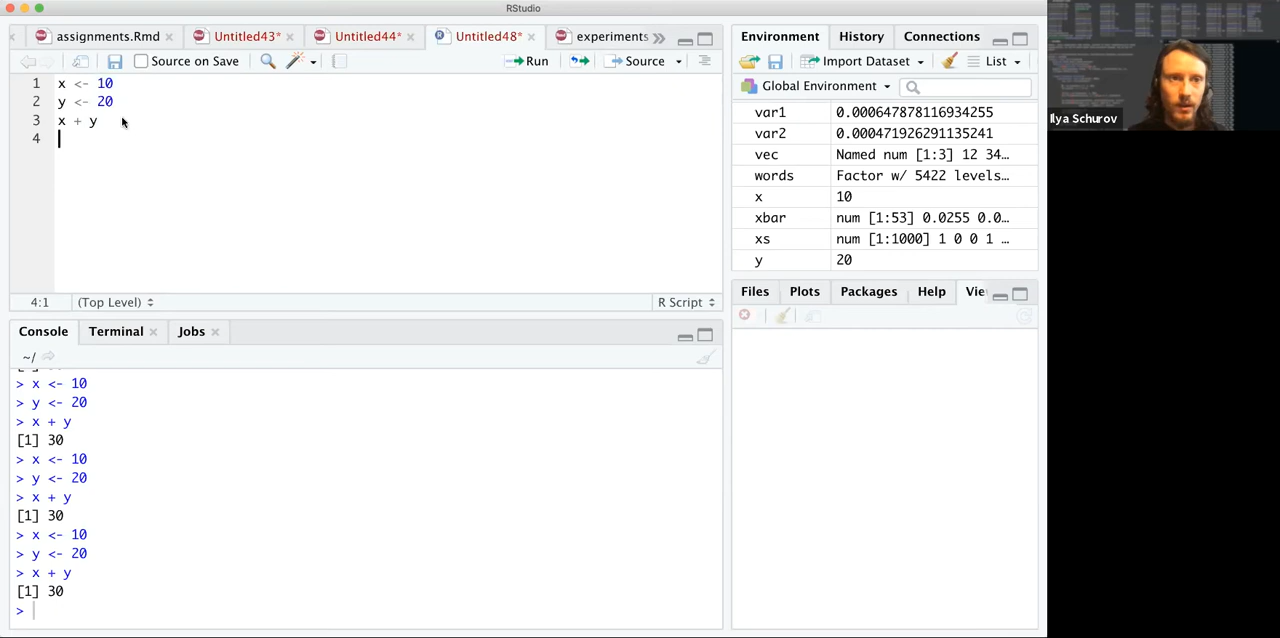 RStudio
assignments.Rmd Untitled43* Untitled44* Untitled48* experiments
Source on Save Run Source
1 x <- 10
2 y <- 20
3 x + y
4
4:1 (Top Level) R Script
Console Terminal Jobs
~/
> x <- 10
> y <- 20
> x + y
[1] 30
> x <- 10
> y <- 20
> x + y
[1] 30
> x <- 10
> y <- 20
> x + y
[1] 30
>
Environment History Connections
Import Dataset List
Global Environment
var1 0.000647878116934255
var2 0.000471926291135241
vec Named num [1:3] 12 34…
words Factor w/ 5422 levels…
x 10
xbar num [1:53] 0.0255 0.0…
xs num [1:1000] 1 0 0 1 …
y 20
Files Plots Packages Help Vie
Ilya Schurov